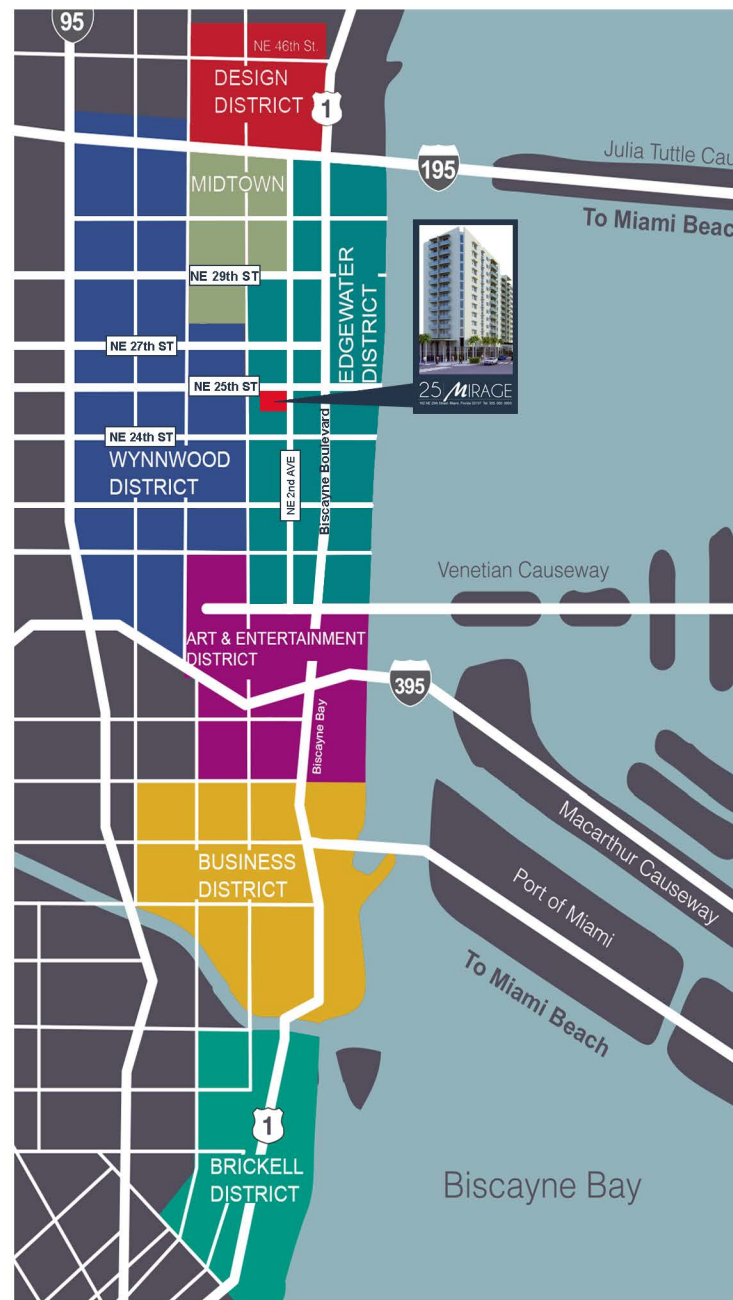 95
NE 46th St.
DESIGN
DISTRICT
1
195
Julia Tuttle Cau
To Miami Beac
MIDTOWN
NE 29th ST
EDGEWATER
DISTRICT
NE 27th ST
NE 25th ST
25 MIRAGE
NE 24th ST
WYNNWOOD
DISTRICT
NE 2nd AVE
Biscayne Boulevard
Venetian Causeway
ART & ENTERTAINMENT
DISTRICT
395
Biscayne Bay
Macarthur Causeway
BUSINESS
DISTRICT
Port of Miami
To Miami Beach
1
BRICKELL
DISTRICT
Biscayne Bay